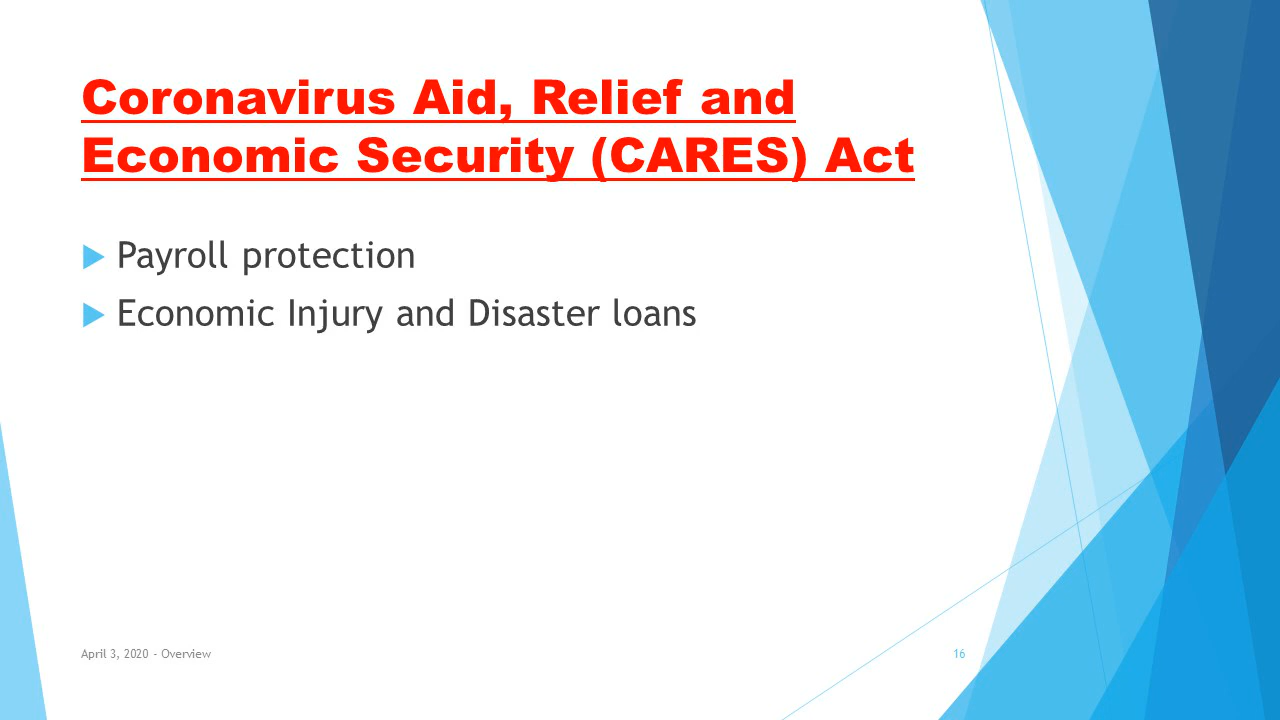 Coronavirus Aid, Relief and
Economic Security (CARES) Act
Payroll protection
Economic Injury and Disaster loans
April 3, 2020 - Overview
16